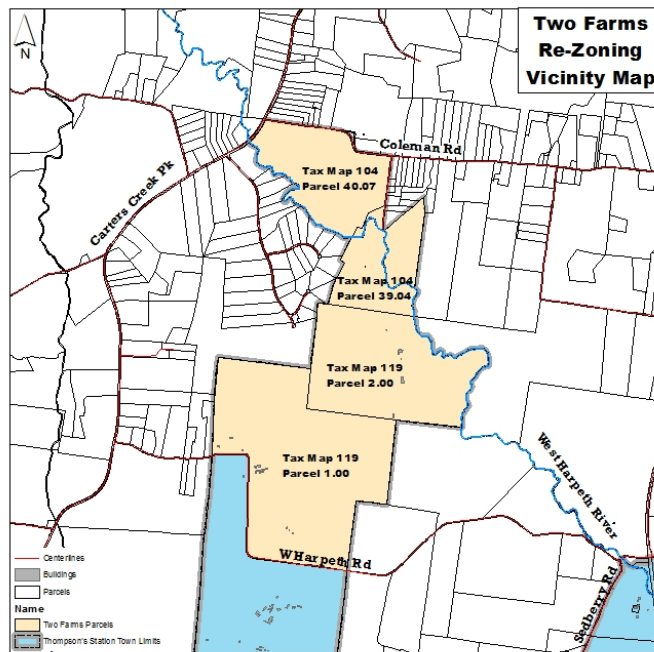 Two Farms
Re-Zoning
Vicinity Map
N
Coleman Rd
Tax Map 104
Parcel 40.07
Carters Creek Pk
Tax Map 104
Parcel 39.04
Tax Map 119
Parcel 2.00
West Harpeth River
Tax Map 119
Parcel 1.00
W Harpeth Rd
Sedberry Rd
Centerlines
Buildings
Parcels
Name
Two Farms Parcels
Thompson's Station Town Limits